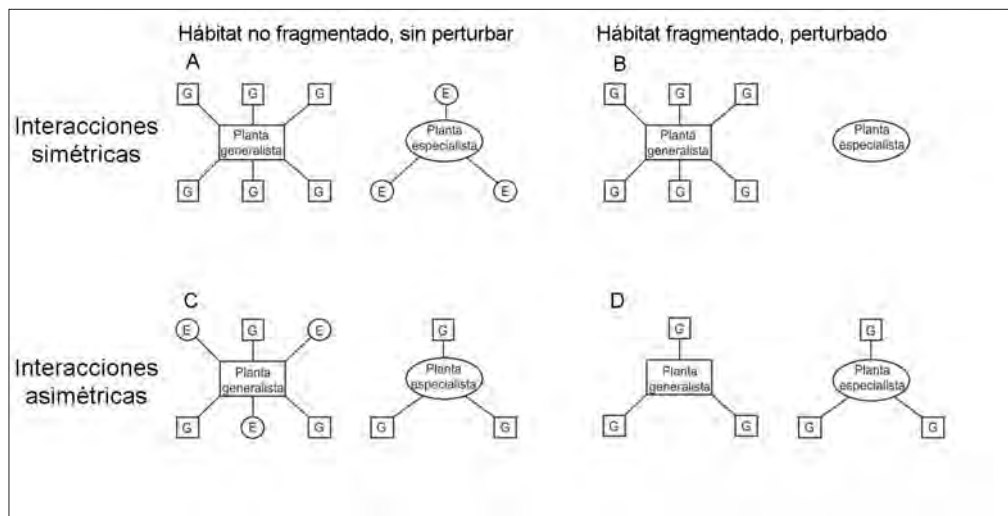 Hábitat no fragmentado, sin perturbar
Hábitat fragmentado, perturbado
A
B
Interacciones
simétricas
G
G
G
Planta
generalista
G
G
G
E
Planta
especialista
E
E
G
G
G
Planta
generalista
G
G
G
Planta
especialista
C
D
Interacciones
asimétricas
E
G
E
Planta
generalista
G
E
G
G
Planta
especialista
G
G
G
Planta
generalista
G
G
G
Planta
especialista
G
G